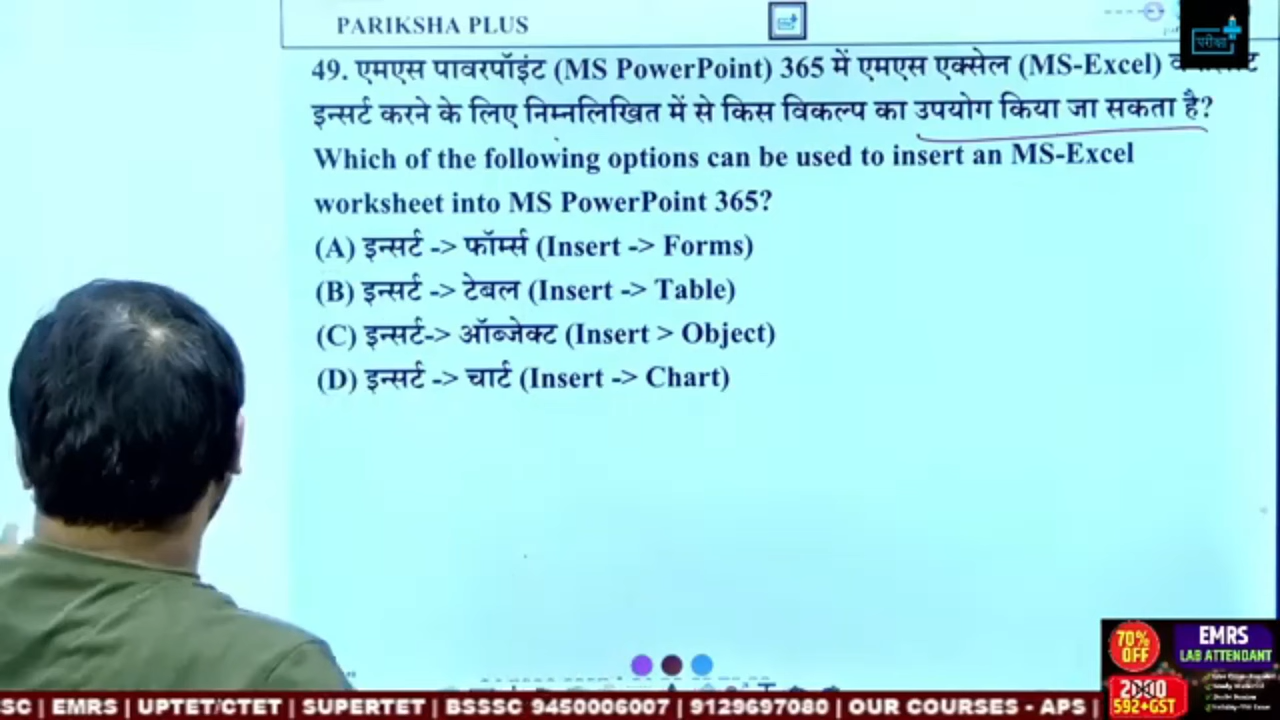 PARIKSHA PLUS
परीक्षा
49. एमएस पावरपॉइंट (MS PowerPoint) 365 में एमएस एक्सेल (MS-Excel)
इन्सर्ट करने के लिए निम्नलिखित में से किस विकल्प का उपयोग किया जा सकता है?
Which of the following options can be used to insert an MS-Excel
worksheet into MS PowerPoint 365?
(A) इन्सर्ट -> फॉर्म्स (Insert -> Forms)
(B) इन्सर्ट -> टेबल (Insert -> Table)
(C) इन्सर्ट-> ऑब्जेक्ट (Insert > Object)
(D) इन्सर्ट -> चार्ट (Insert -> Chart)
70% OFF
EMRS
LAB ATTENDANT
2000
592+GST
SC | EMRS | UPTET/CTET | SUPERTET | BSSSC 9450006007 | 9129697080 | OUR COURSES - APS |